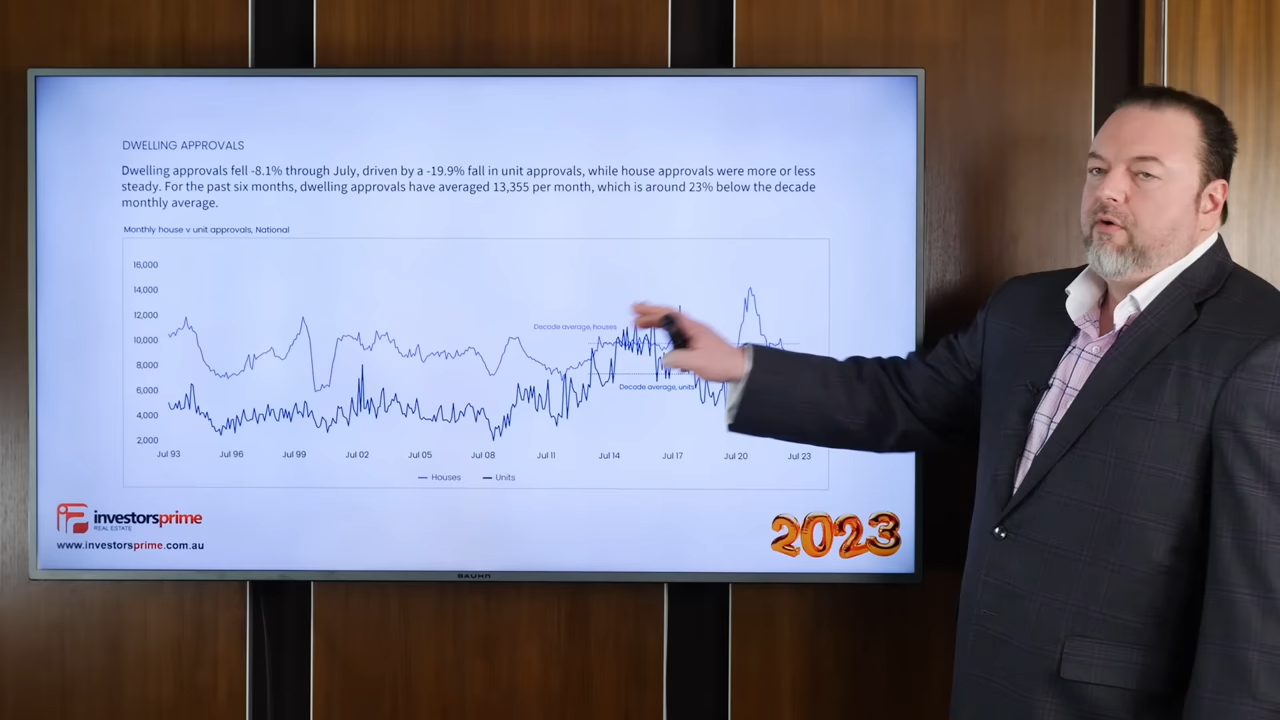 DWELLING APPROVALS
Dwelling approvals fell -8.1% through July, driven by a -19.9% fall in unit approvals, while house approvals were more or less
steady. For the past six months, dwelling approvals have averaged 13,355 per month, which is around 23% below the decade
monthly average.
Monthly house v unit approvals, National
16,000
14,000
12,000
10,000
8,000
6,000
4,000
2,000
Decade average, houses
Decade average, units
Jul 93 Jul 96 Jul 99 Jul 02 Jul 05 Jul 08 Jul 11 Jul 14 Jul 17 Jul 20 Jul 23
Houses Units
investorsprime
REAL ESTATE
www.investorsprime.com.au
2023
BAUHN